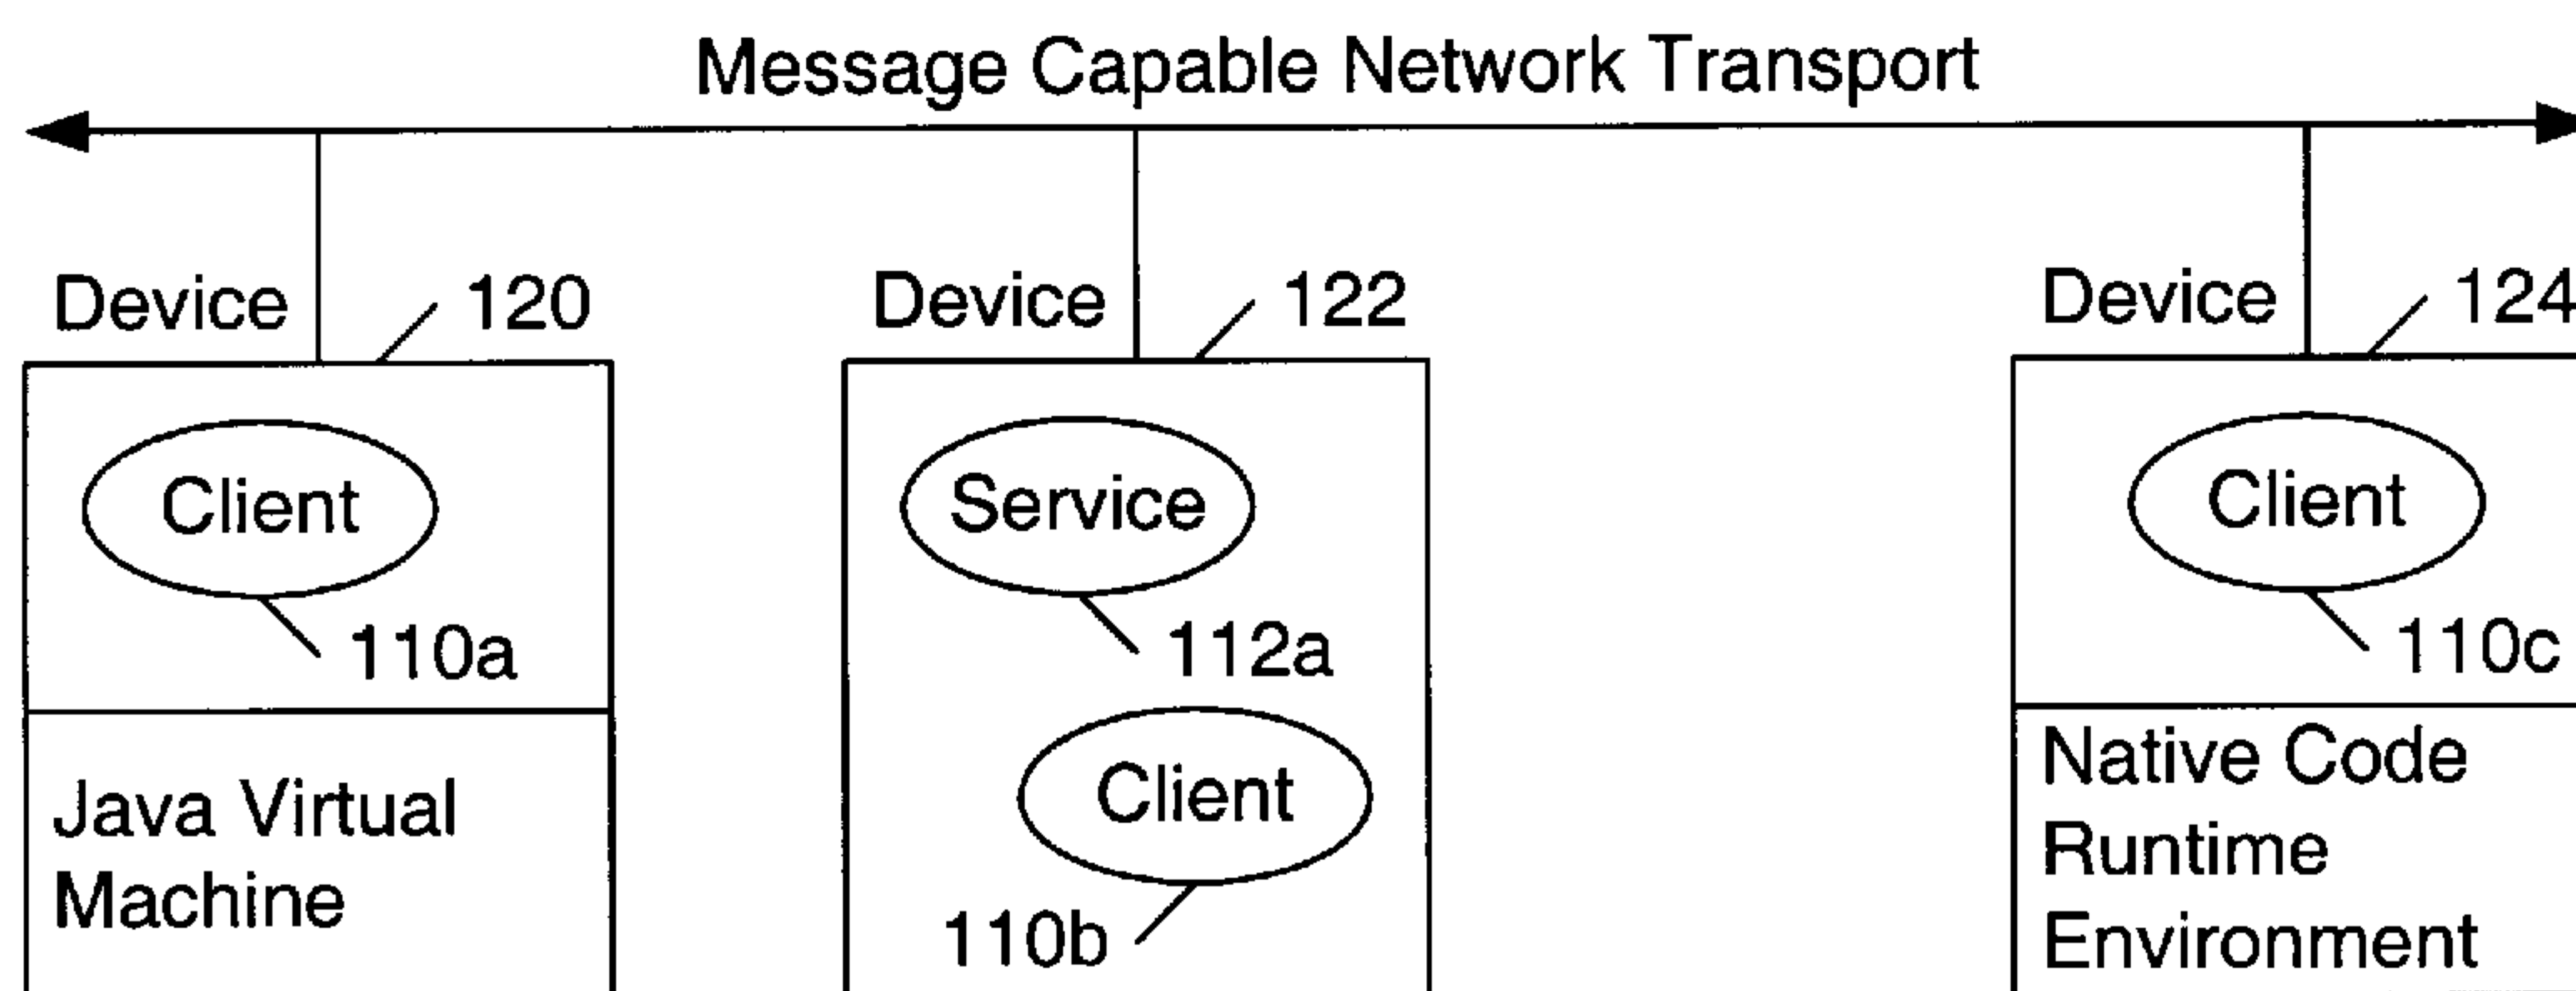 Message Capable Network Transport
Device 120
Device 122
Device 124
Client
Service
Client
110a
112a
110c
Java Virtual
Machine
Client
110b
Native Code
Runtime
Environment